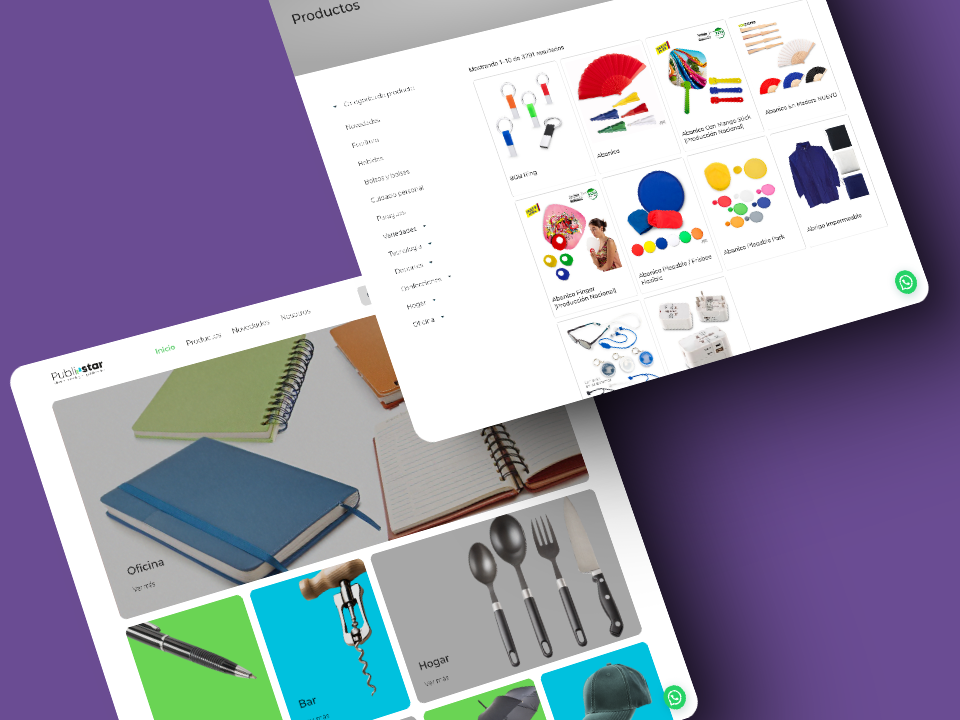 Productos
Mostrando 1-10 de 3791 resultados
Categorías de producto
Novedades
Escritura
Bebidas
Bolsos y bolsas
Cuidado personal
Paraguas
Variedades
Tecnología
Deportes
Confecciones
Hogar
Oficina
Abanico
Abanico Con Mango Stick
[Producción Nacional]
Abanico en Madera NUEVO
Abanico Finger
[Producción Nacional]
Abanico Plegable / Frisbee
Flexible
Abanico Plegable Park
Abrigo Impermeable
Publistar
Inicio
Productos
Novedades
Nosotros
Oficina
Ver más
Bar
Ver más
Hogar
Ver más